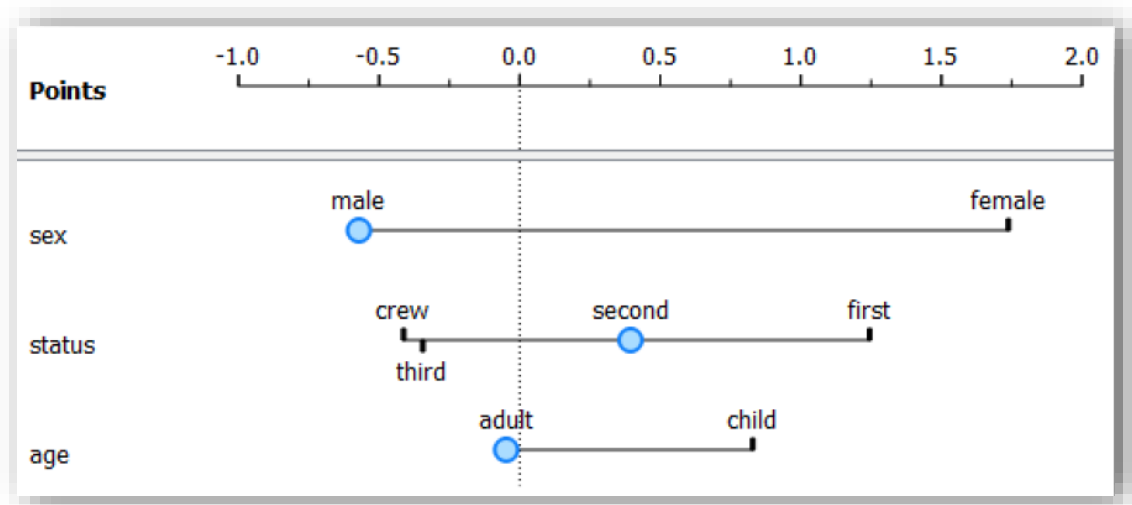 -1.0 -0.5 0.0 0.5 1.0 1.5 2.0
Points
male female
sex
crew second first
status
third
adult child
age